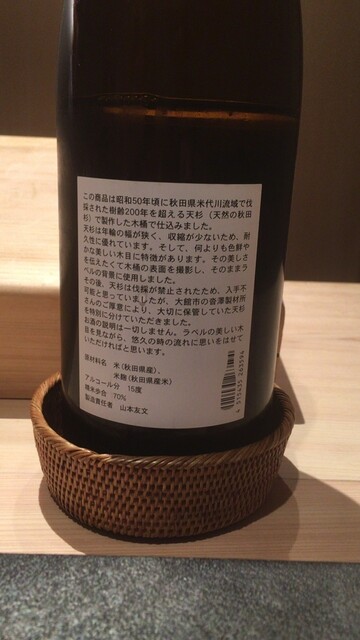 この商品は昭和50年頃に秋田県米代川流域で伐
採された樹齢200年を超える天杉（天然の秋田
杉）で製作した木桶で仕込みました。
天杉は年輪の幅が狭く、収縮が少ないため、耐
久性に優れています。そして、何よりも色鮮や
かな美しい木目に特徴があります。その美しさ
を伝えたくて木桶の表面を撮影し、そのままラ
ベルの背景に使用しました。
その後、天杉は伐採が禁止されたため、入手不
可能と思っていましたが、大館市の沓澤製材所
さんのご厚意により、大切に保管していた天杉
を特別に分けていただきました。
お酒の説明は一切しません。ラベルの美しい木
目を見ながら、悠久の時の流れに思いをはせて
いただければと思います。
原材料名　米（秋田県産）、
米麹（秋田県産米）
アルコール分　15度
精米歩合　70％
製造責任者　山本友文